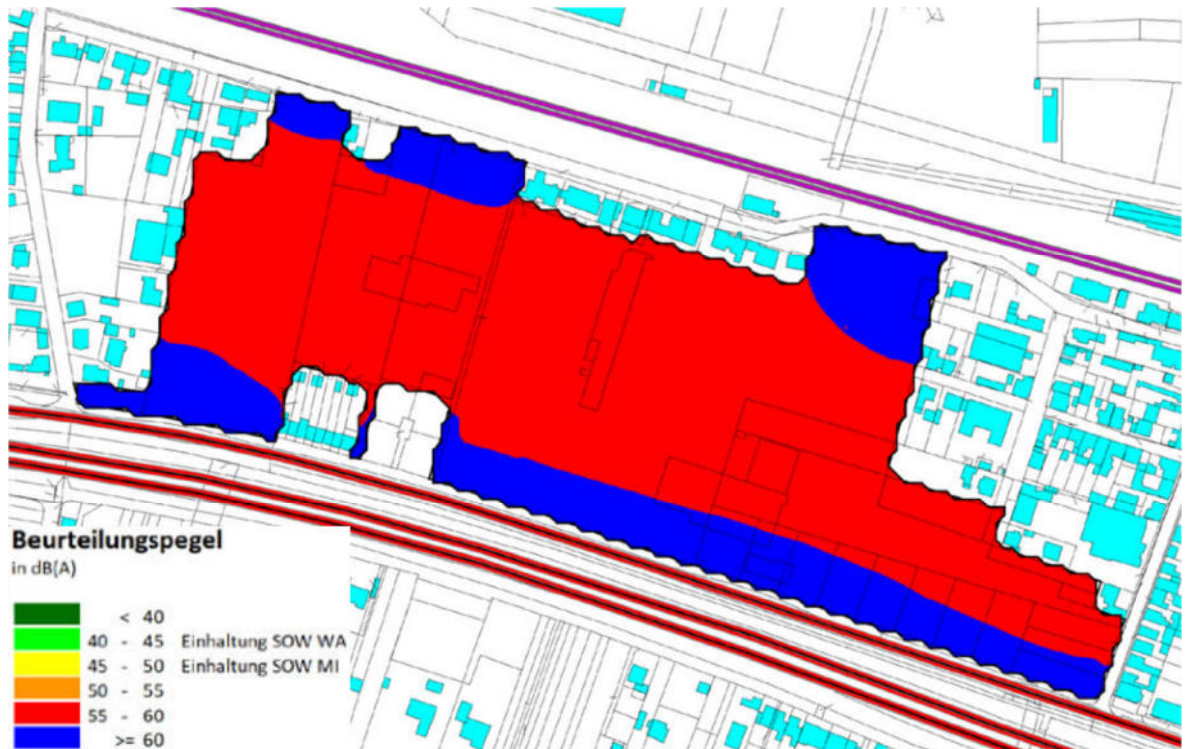 Beurteilungspegel
in dB(A)
< 40
40 - 45 Einhaltung SOW WA
45 - 50 Einhaltung SOW MI
50 - 55
55 - 60
>= 60